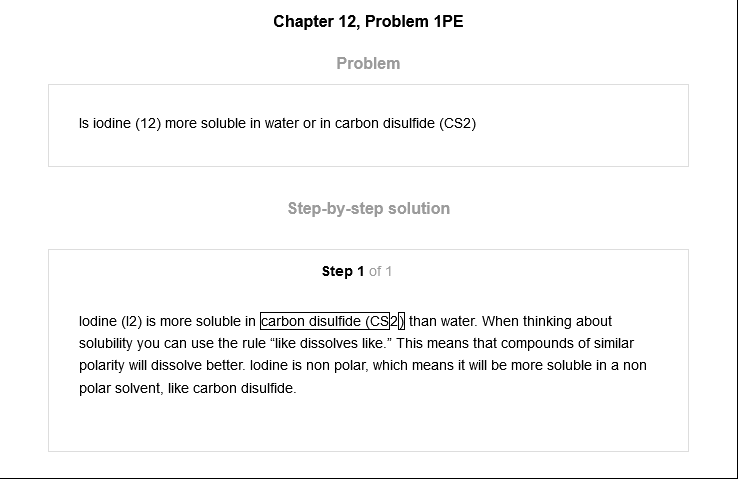 Chapter 12, Problem 1PE
Problem
Is iodine (12) more soluble in water or in carbon disulfide (CS2)
Step-by-step solution
Step 1 of 1
Iodine (I2) is more soluble in carbon disulfide (CS2) than water. When thinking about
solubility you can use the rule “like dissolves like.” This means that compounds of similar
polarity will dissolve better. Iodine is non polar, which means it will be more soluble in a non
polar solvent, like carbon disulfide.